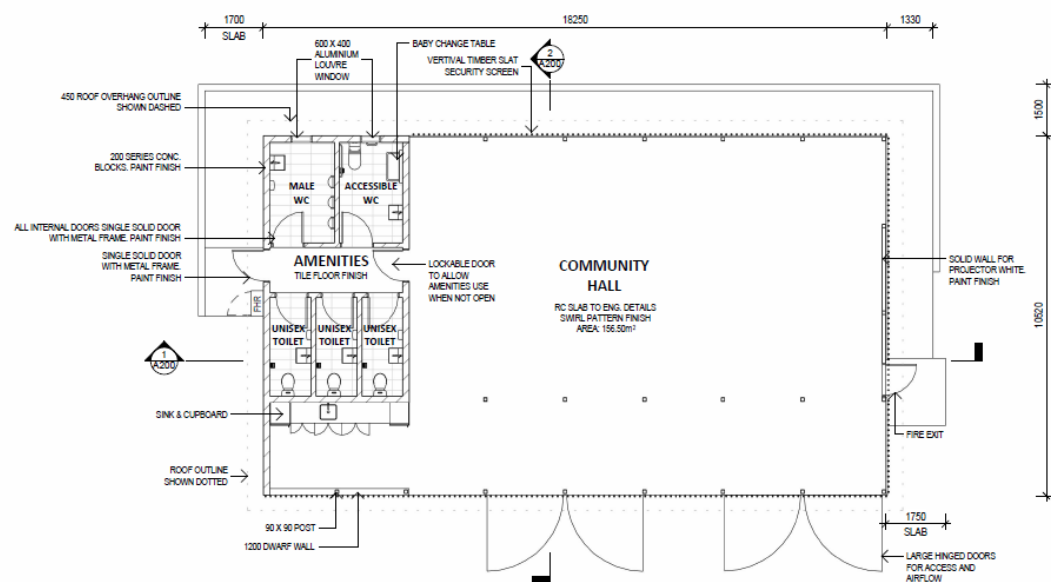 1700
SLAB
18250
1330
600 X 400
ALUMINIUM
LOUVRE
WINDOW
BABY CHANGE TABLE
VERTIVAL TIMBER SLAT
SECURITY SCREEN
2
A200
450 ROOF OVERHANG OUTLINE
SHOWN DASHED
1500
200 SERIES CONC.
BLOCKS. PAINT FINISH
MALE
WC
ACCESSIBLE
WC
ALL INTERNAL DOORS SINGLE SOLID DOOR
WITH METAL FRAME. PAINT FINISH
SINGLE SOLID DOOR
WITH METAL FRAME.
PAINT FINISH
AMENITIES
TILE FLOOR FINISH
LOCKABLE DOOR
TO ALLOW
AMENITIES USE
WHEN NOT OPEN
COMMUNITY
HALL
RC SLAB TO ENG. DETAILS
SWIRL PATTERN FINISH
AREA: 156.50m²
SOLID WALL FOR
PROJECTOR WHITE.
PAINT FINISH
10520
FHR
UNISEX
TOILET
UNISEX
TOILET
UNISEX
TOILET
1
A200
SINK & CUPBOARD
FIRE EXIT
ROOF OUTLINE
SHOWN DOTTED
90 X 90 POST
1200 DWARF WALL
1750
SLAB
LARGE HINGED DOORS
FOR ACCESS AND
AIRFLOW